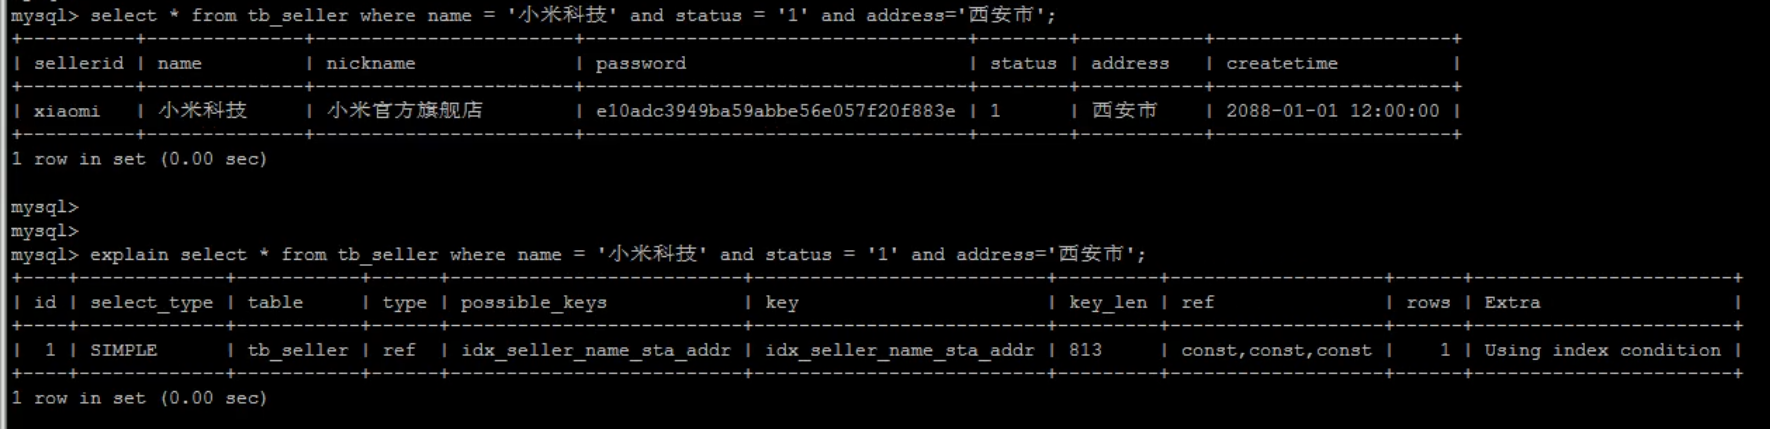 mysql> select * from tb_seller where name = '小米科技' and status = '1' and address='西安市';
+----------+--------------+-----------------------+----------------------------------+--------+-----------+---------------------+
| sellerid | name | nickname | password | status | address | createtime |
+----------+--------------+-----------------------+----------------------------------+--------+-----------+---------------------+
| xiaomi | 小米科技 | 小米官方旗舰店 | e10adc3949ba59abbe56e057f20f883e | 1 | 西安市 | 2088-01-01 12:00:00 |
+----------+--------------+-----------------------+----------------------------------+--------+-----------+---------------------+
1 row in set (0.00 sec)
mysql>
mysql>
mysql> explain select * from tb_seller where name = '小米科技' and status = '1' and address='西安市';
+----+-------------+-----------+------+--------------------------+--------------------------+---------+-------------------+------+-----------------------+
| id | select_type | table | type | possible_keys | key | key_len | ref | rows | Extra |
+----+-------------+-----------+------+--------------------------+--------------------------+---------+-------------------+------+-----------------------+
| 1 | SIMPLE | tb_seller | ref | idx_seller_name_sta_addr | idx_seller_name_sta_addr | 813 | const,const,const | 1 | Using index condition |
+----+-------------+-----------+------+--------------------------+--------------------------+---------+-------------------+------+-----------------------+
1 row in set (0.00 sec)